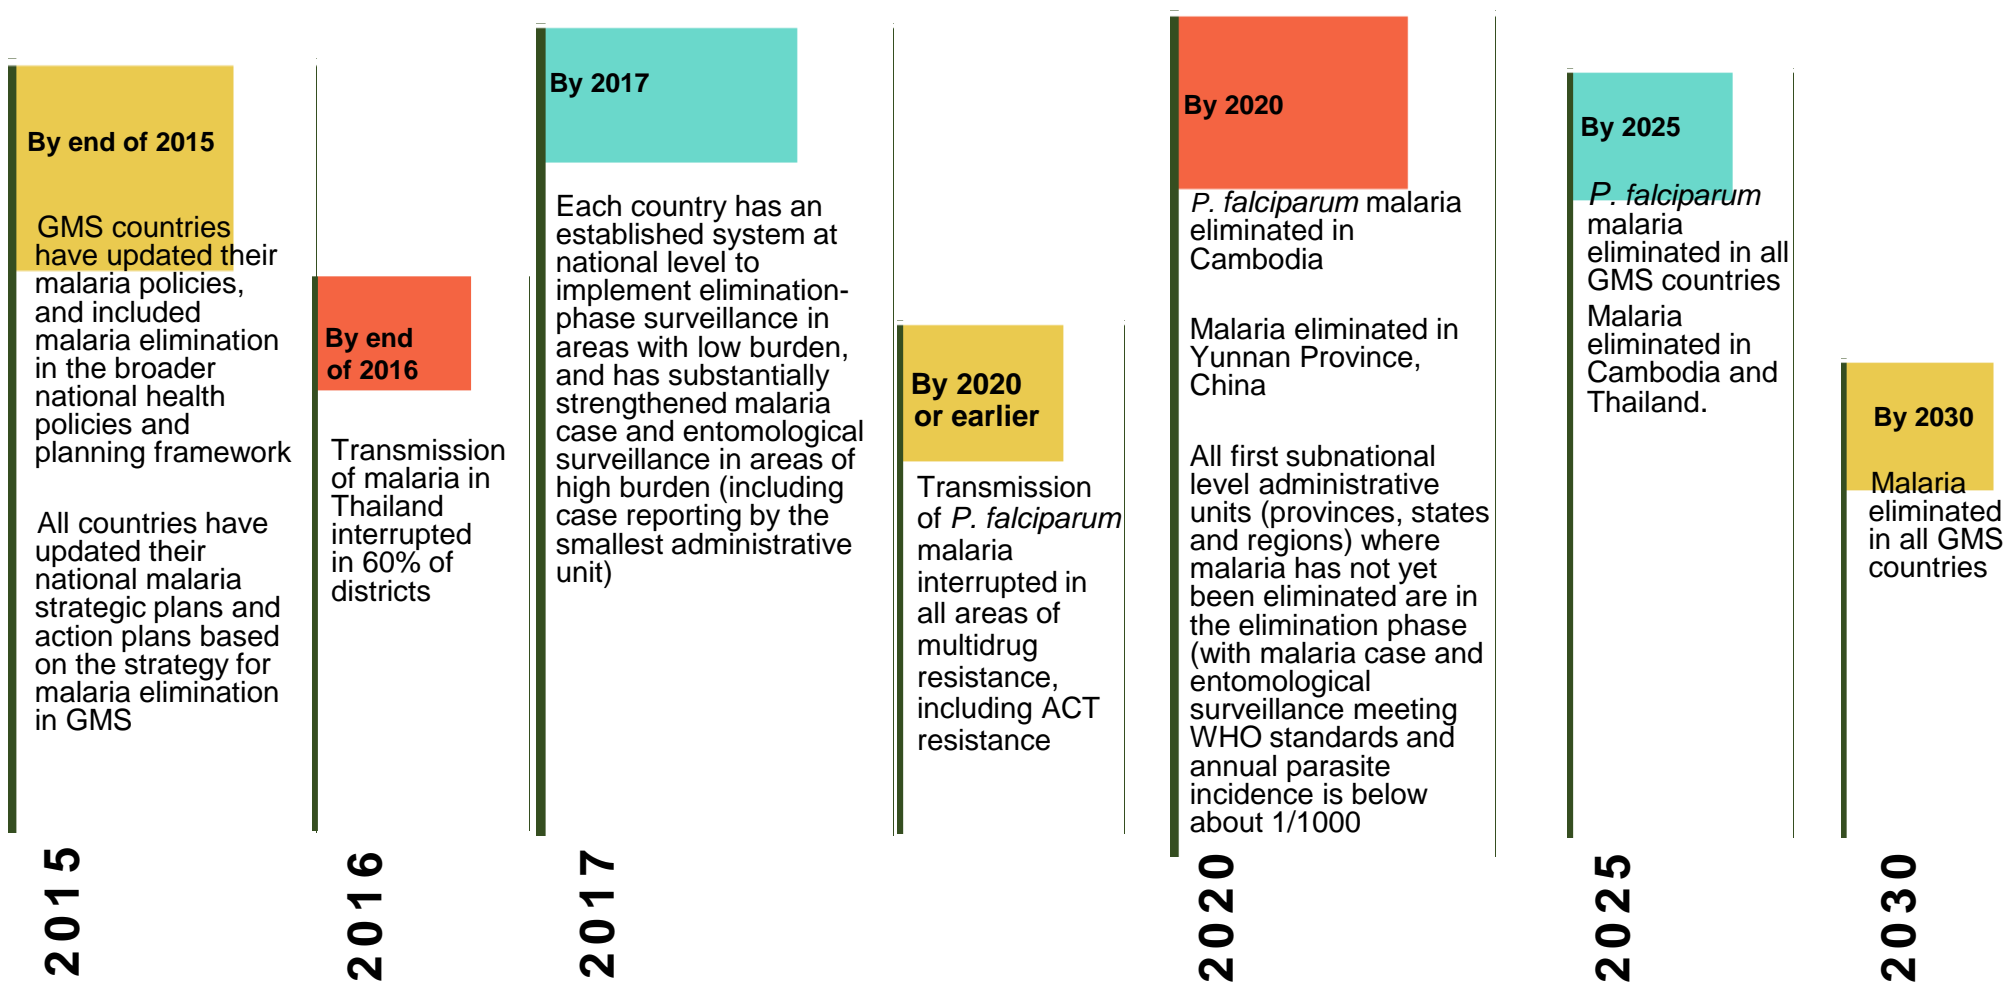 By end of 2015
GMS countries
have updated their
malaria policies,
and included
malaria elimination
in the broader
national health
policies and
planning framework
All countries have
updated their
national malaria
strategic plans and
action plans based
on the strategy for
malaria elimination
in GMS
By end
of 2016
Transmission
of malaria in
Thailand
interrupted
in 60% of
districts
By 2017
Each country has an
established system at
national level to
implement elimination-
phase surveillance in
areas with low burden,
and has substantially
strengthened malaria
case and entomological
surveillance in areas of
high burden (including
case reporting by the
smallest administrative
unit)
By 2020
or earlier
Transmission
of P. falciparum
malaria
interrupted in
all areas of
multidrug
resistance,
including ACT
resistance
By 2020
P. falciparum malaria
eliminated in
Cambodia
Malaria eliminated in
Yunnan Province,
China
All first subnational
level administrative
units (provinces, states
and regions) where
malaria has not yet
been eliminated are in
the elimination phase
(with malaria case and
entomological
surveillance meeting
WHO standards and
annual parasite
incidence is below
about 1/1000
By 2025
P. falciparum
malaria
eliminated in all
GMS countries
Malaria
eliminated in
Cambodia and
Thailand.
By 2030
Malaria
eliminated
in all GMS
countries
2015
2016
2017
2020
2025
2030